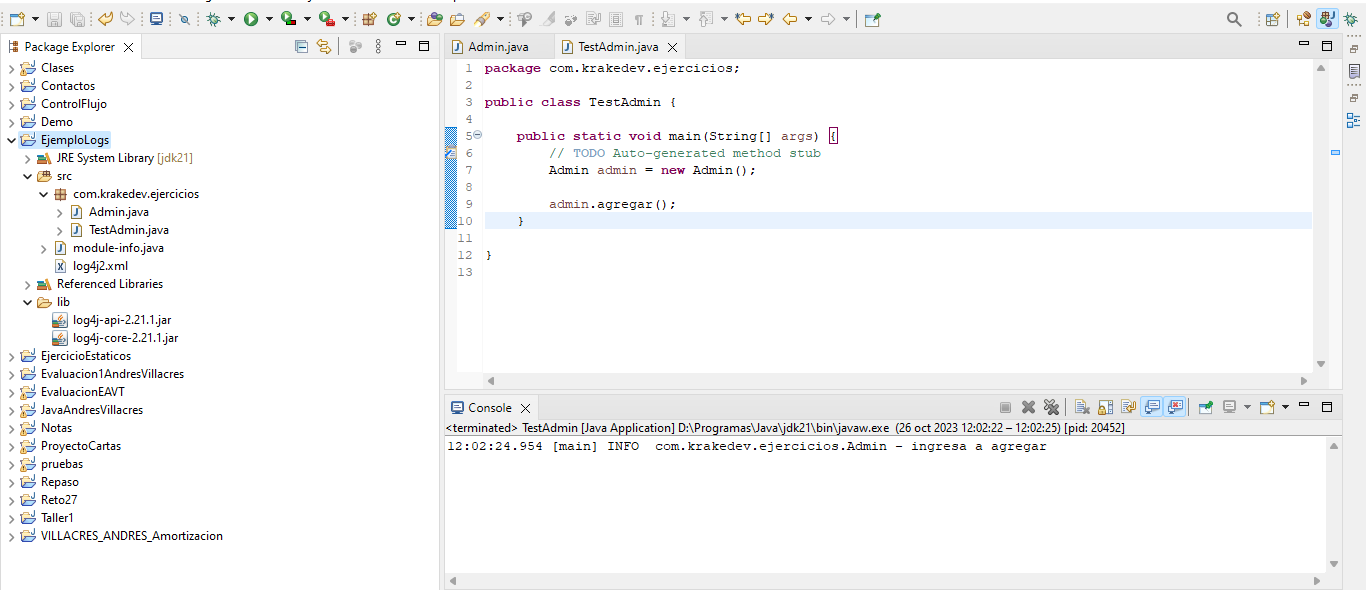 Package Explorer
Clases
Contactos
ControlFlujo
Demo
EjemploLogs
JRE System Library [jdk21]
src
com.krakedev.ejercicios
Admin.java
TestAdmin.java
module-info.java
log4j2.xml
Referenced Libraries
lib
log4j-api-2.21.1.jar
log4j-core-2.21.1.jar
EjercicioEstaticos
Evaluacion1AndresVillacres
EvaluacionEAVT
JavaAndresVillacres
Notas
ProyectoCartas
pruebas
Repaso
Reto27
Taller1
VILLACRES_ANDRES_Amortizacion
Admin.java TestAdmin.java
1 package com.krakedev.ejercicios;
2
3 public class TestAdmin {
4
5 public static void main(String[] args) {
6 // TODO Auto-generated method stub
7 Admin admin = new Admin();
8
9 admin.agregar();
10 }
11
12 }
13
Console
<terminated> TestAdmin [Java Application] D:\Programas\Java\jdk21\bin\javaw.exe (26 oct 2023 12:02:22 – 12:02:25) [pid: 20452]
12:02:24.954 [main] INFO com.krakedev.ejercicios.Admin - ingresa a agregar